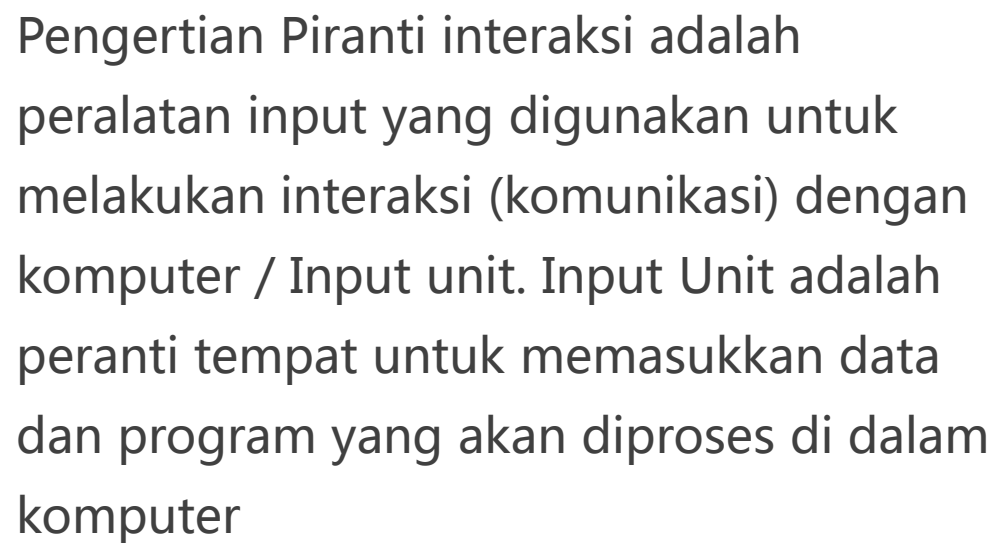 Pengertian Piranti interaksi adalah
peralatan input yang digunakan untuk
melakukan interaksi (komunikasi) dengan
komputer / Input unit. Input Unit adalah
peranti tempat untuk memasukkan data
dan program yang akan diproses di dalam
komputer